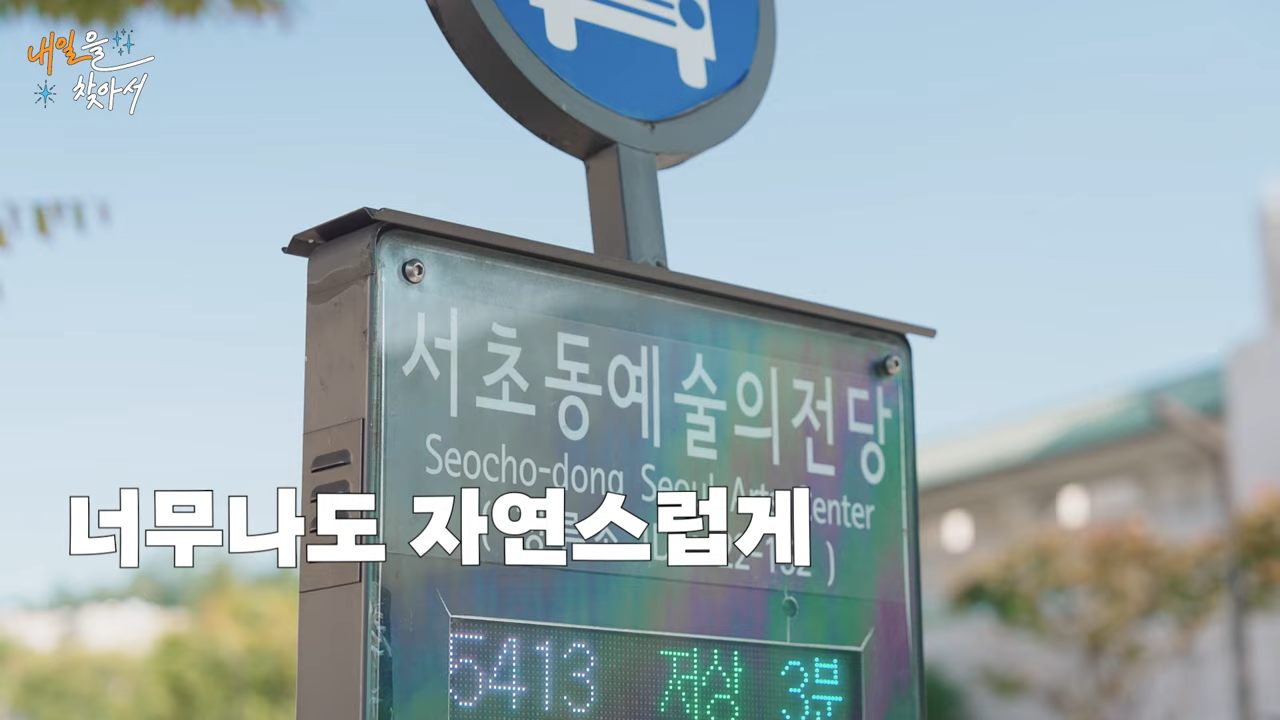 내일을
찾아서
서초동예술의전당
Seocho-dong Seoul Arts Center
너무나도 자연스럽게
5413 저상 3분